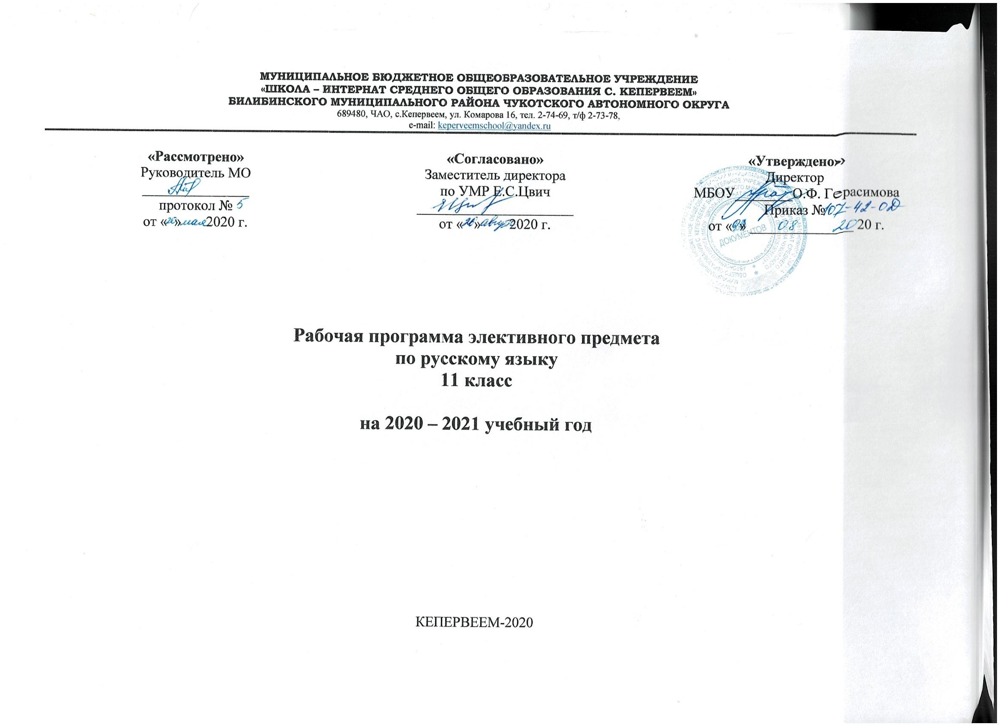 МУНИЦИПАЛЬНОЕ БЮДЖЕТНОЕ ОБЩЕОБРАЗОВАТЕЛЬНОЕ УЧРЕЖДЕНИЕ
«ШКОЛА – ИНТЕРНАТ СРЕДНЕГО ОБЩЕГО ОБРАЗОВАНИЯ С. КЕПЕРВЕЕМ»
БИЛИБИНСКОГО МУНИЦИПАЛЬНОГО РАЙОНА ЧУКОТСКОГО АВТОНОМНОГО ОКРУГА
689480, ЧАО, с.Кепервеем, ул. Комарова 16, тел. 2-74-69, т/ф 2-73-78,
e-mail: keperveemschool@yandex.ru
«Рассмотрено»
Руководитель МО
протокол № 5
от «20» мая 2020 г.
«Согласовано»
Заместитель директора
по УМР Е.С.Цвич
от «26» август 2020 г.
«Утверждено»
Директор
МБОУ О.Ф. Герасимова
Приказ №107-42-ОД
от « » 08 2020 г.
ДОКУМЕНТОВ
Рабочая программа элективного предмета
по русскому языку
11 класс
на 2020 – 2021 учебный год
КЕПЕРВЕЕМ-2020